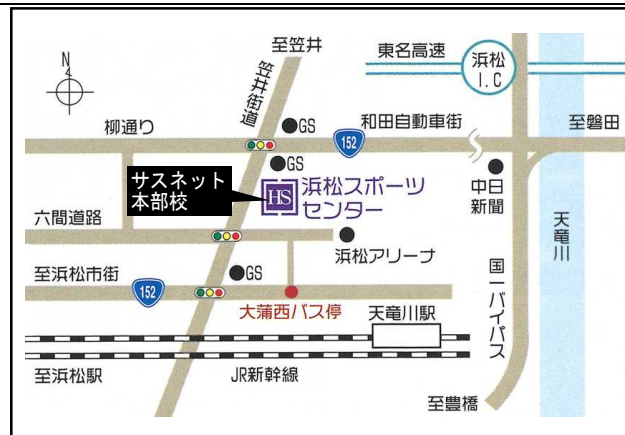 至笠井
東名高速
浜松
I.C
N
笠井街道
GS
柳通り
152
和田自動車街
至磐田
GS
サスネット
本部校
HS
浜松スポーツ
センター
中日
新聞
六間道路
浜松アリーナ
天竜川
GS
至浜松市街
152
国一バイパス
大蒲西バス停
天竜川駅
至浜松駅
JR新幹線
至豊橋